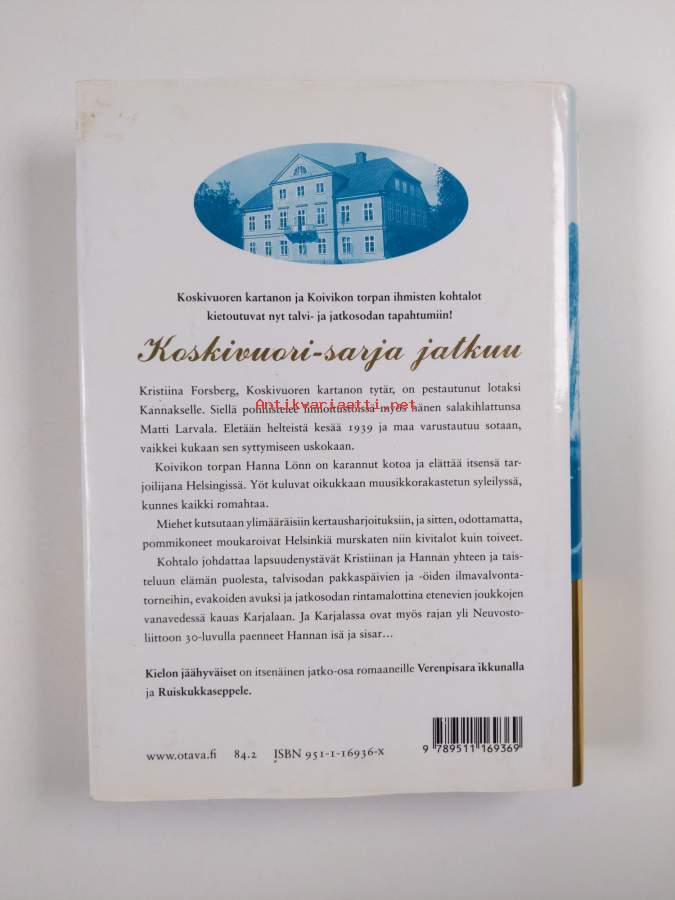 Koskivuoren kartanon ja Koivikon torpan ihmisten kohtalot
kietoutuvat nyt talvi- ja jatkosodan tapahtumiin!
Koskivuori-sarja jatkuu
Kristiina Forsberg, Koskivuoren kartanon tytär, on pestautunut lotaksi
Antikvariaatti.net
Kannakselle. Siellä ponnistelee linnoitustöissä myös hänen salakihlattunsa
Matti Larvala. Eletään helteistä kesää 1939 ja maa varustautuu sotaan,
vaikkei kukaan sen syttymiseen uskokaan.
Koivikon torpan Hanna Lönn on karannut kotoa ja elättää itsensä tar-
joilijana Helsingissä. Yöt kuluvat oikukkaan muusikkorakastetun syleilyssä,
kunnes kaikki romahtaa.
Miehet kutsutaan ylimääräisiin kertausharjoituksiin, ja sitten, odottamatta,
pommikoneet moukaroivat Helsinkiä murskaten niin kivitalot kuin toiveet.
Kohtalo johdattaa lapsuudenystävät Kristiinan ja Hannan yhteen ja tais-
teluun elämän puolesta, talvisodan pakkaspäivien ja -öiden ilmavalvonta-
torneihin, evakoiden avuksi ja jatkosodan rintamalottina etenevien joukkojen
vanavedessä kauas Karjalaan. Ja Karjalassa ovat myös rajan yli Neuvosto-
liittoon 30-luvulla paenneet Hannan isä ja sisar...
Kielon jäähyväiset on itsenäinen jatko-osa romaaneille Verenpisara ikkunalla
ja Ruiskukkaseppele.
www.otava.fi 84.2 ISBN 951-1-16936-X
9 789511 169369